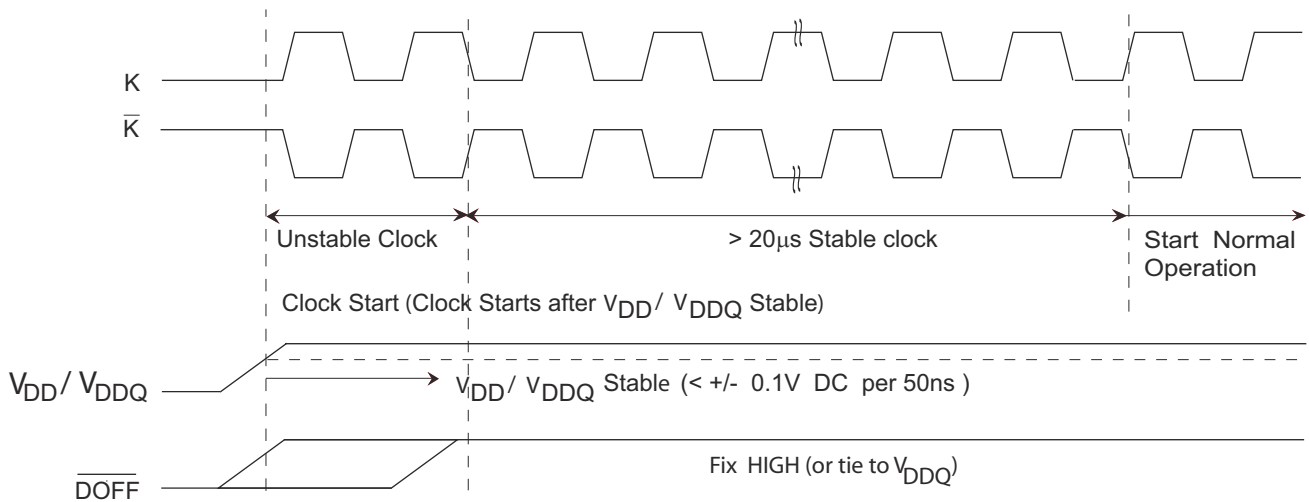 K
K̅
Unstable Clock
> 20μs Stable clock
Start Normal
Operation
Clock Start (Clock Starts after VDD/ VDDQ Stable)
VDD/ VDDQ
VDD/ VDDQ Stable (< +/- 0.1V DC per 50ns )
Fix HIGH (or tie to VDDQ)
D̅O̅F̅F̅